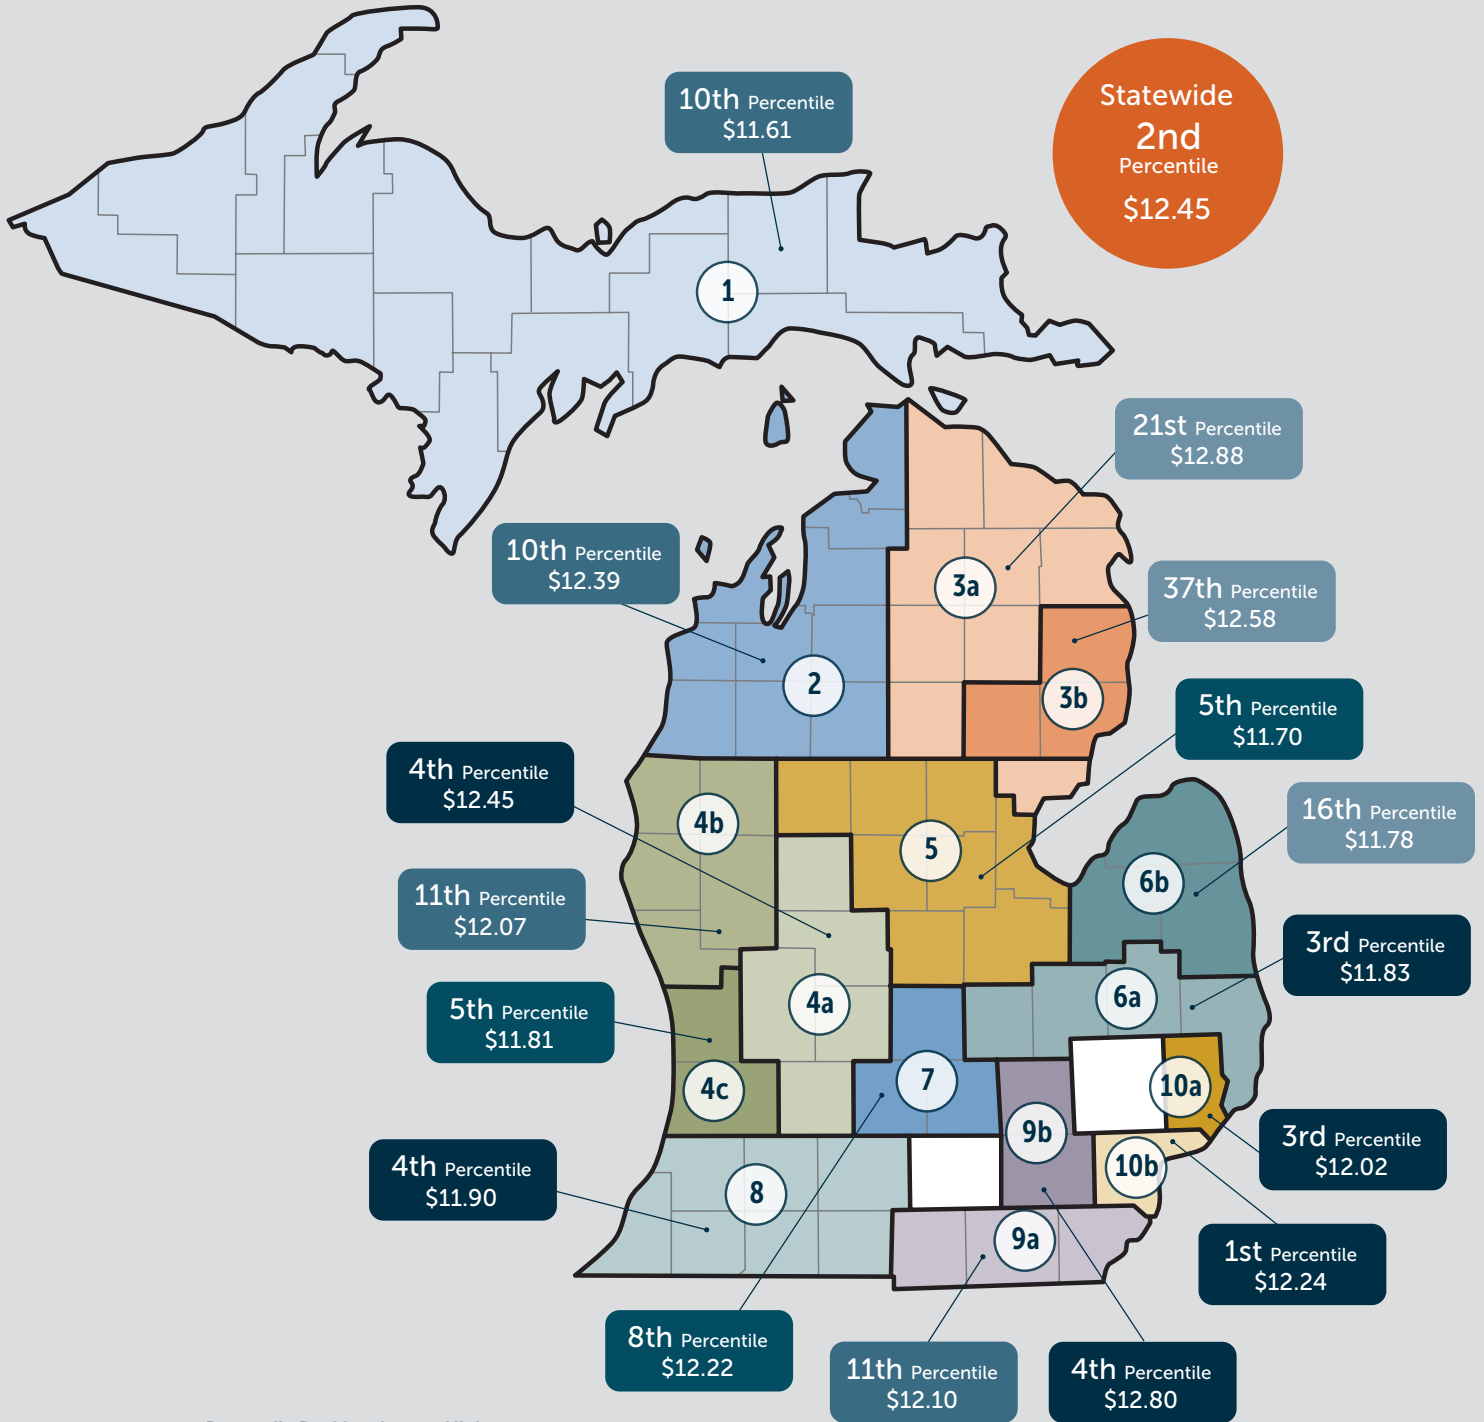 Statewide
2nd
Percentile
$12.45
10th Percentile
$11.61
1
21st Percentile
$12.88
10th Percentile
$12.39
3a
37th Percentile
$12.58
2
3b
5th Percentile
$11.70
4th Percentile
$12.45
4b
5
16th Percentile
$11.78
6b
11th Percentile
$12.07
3rd Percentile
$11.83
4a
6a
5th Percentile
$11.81
4c
7
10a
9b
3rd Percentile
$12.02
10b
4th Percentile
$11.90
8
9a
1st Percentile
$12.24
8th Percentile
$12.22
11th Percentile
$12.10
4th Percentile
$12.80